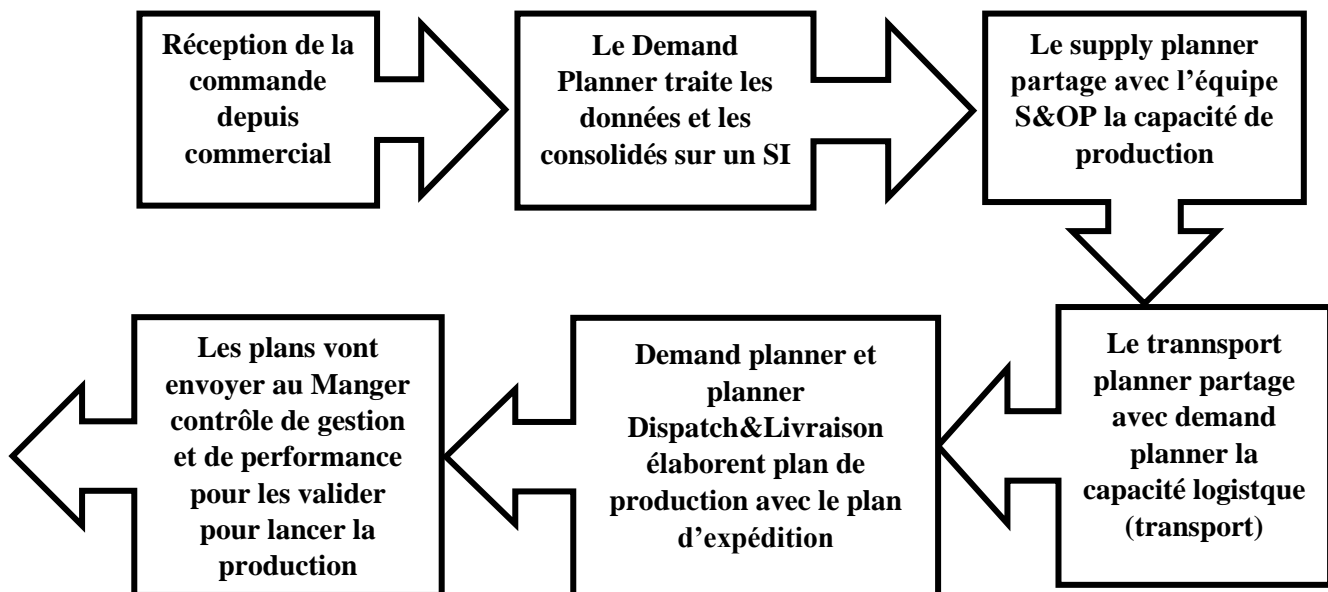 Réception de la
commande
depuis
commercial
Le Demand
Planner traite les
données et les
consolidés sur un SI
Le supply planner
partage avec l’équipe
S&OP la capacité de
production
Le trannsport
planner partage
avec demand
planner la
capacité logistque
(transport)
Demand planner et
planner
Dispatch&Livraison
élaborent plan de
production avec le plan
d’expédition
Les plans vont
envoyer au Manger
contrôle de gestion
et de performance
pour les valider
pour lancer la
production